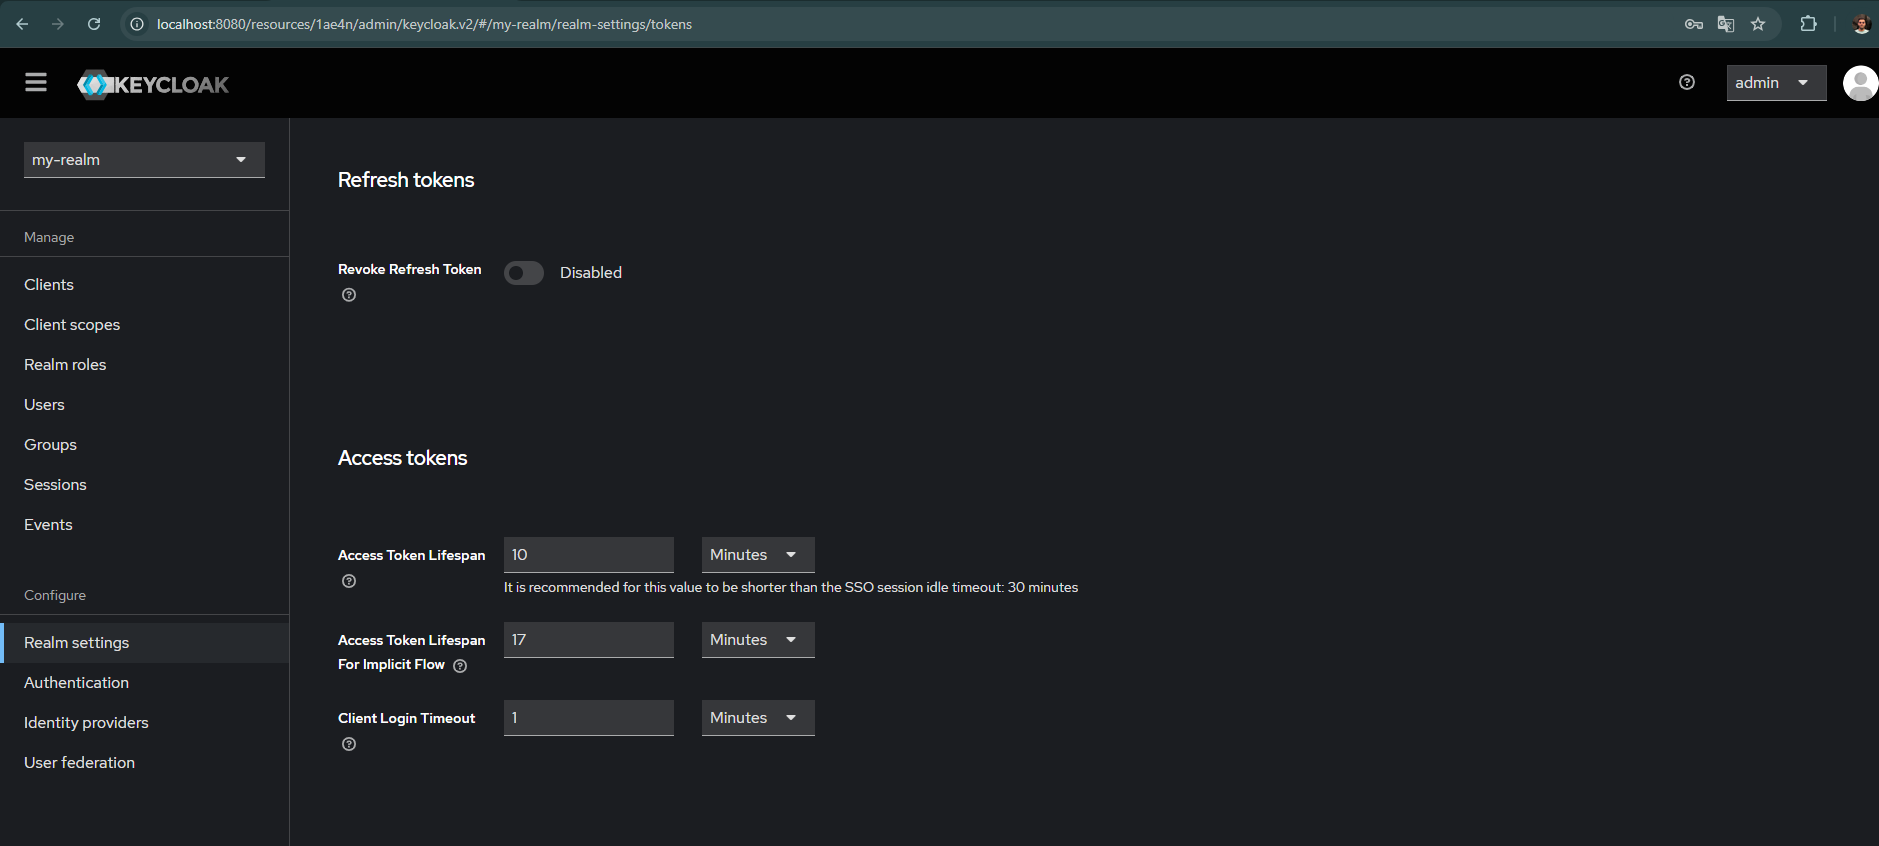 localhost:8080/resources/1ae4n/admin/keycloak.v2/#/my-realm/realm-settings/tokens
KEYCLOAK
admin
my-realm
Manage
Clients
Client scopes
Realm roles
Users
Groups
Sessions
Events
Configure
Realm settings
Authentication
Identity providers
User federation
Refresh tokens
Revoke Refresh Token
Disabled
Access tokens
Access Token Lifespan
10
Minutes
It is recommended for this value to be shorter than the SSO session idle timeout: 30 minutes
Access Token Lifespan
For Implicit Flow
17
Minutes
Client Login Timeout
1
Minutes